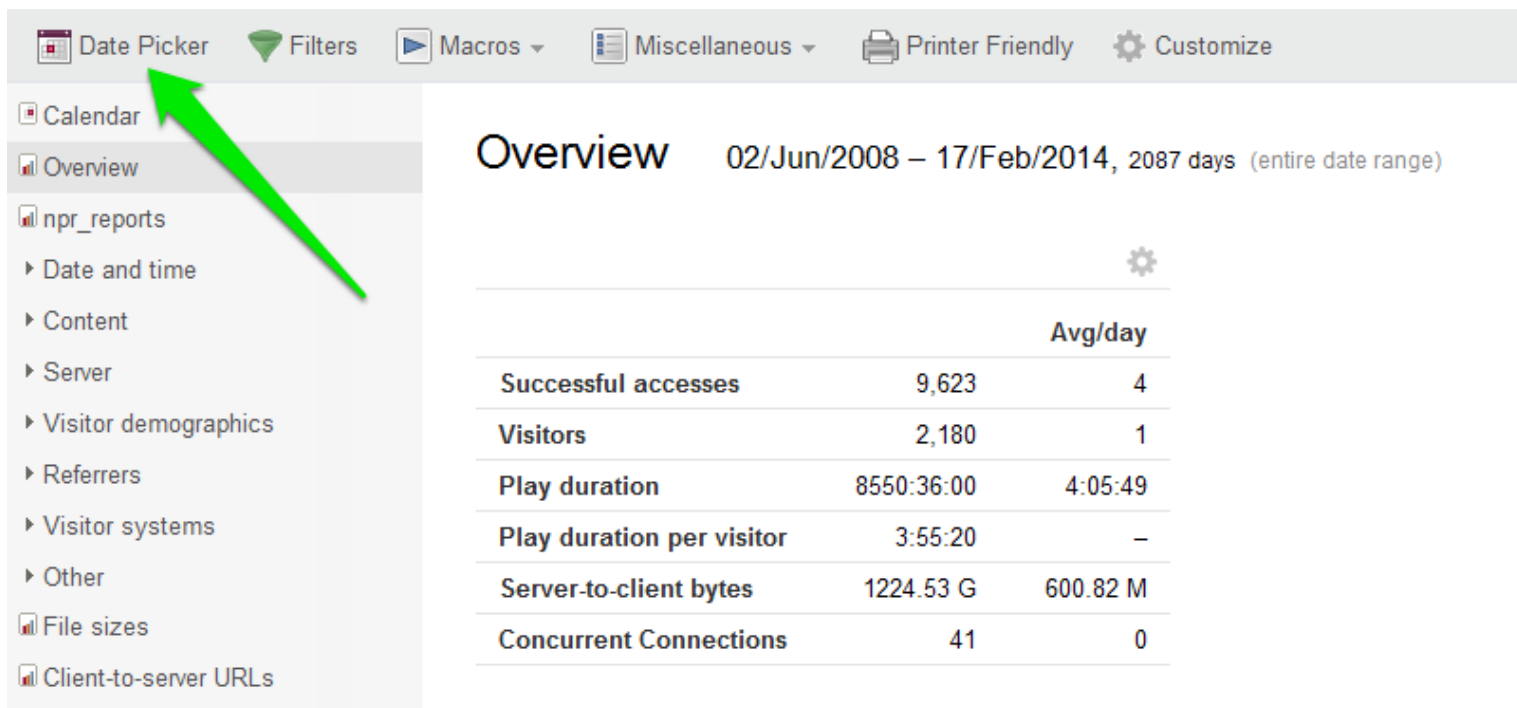 Date Picker Filters Macros Miscellaneous Printer Friendly Customize
Calendar
Overview
npr_reports
Date and time
Content
Server
Visitor demographics
Referrers
Visitor systems
Other
File sizes
Client-to-server URLs
Overview 02/Jun/2008 – 17/Feb/2014, 2087 days (entire date range)
Avg/day
Successful accesses 9,623 4
Visitors 2,180 1
Play duration 8550:36:00 4:05:49
Play duration per visitor 3:55:20 –
Server-to-client bytes 1224.53 G 600.82 M
Concurrent Connections 41 0